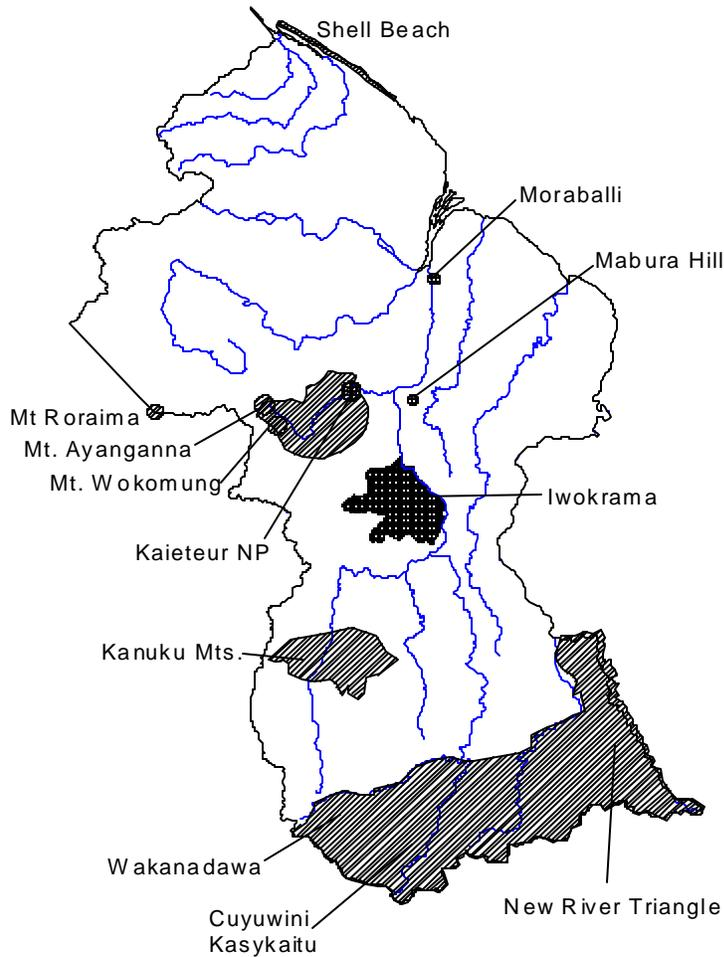 Shell Beach
Moraballi
Mabura Hill
Mt Roraima
Mt. Ayanganna
Mt. Wokomung
Iwokrama
Kaieteur NP
Kanuku Mts.
Wakanadawa
New River Triangle
Cuyuwini
Kasykaitu